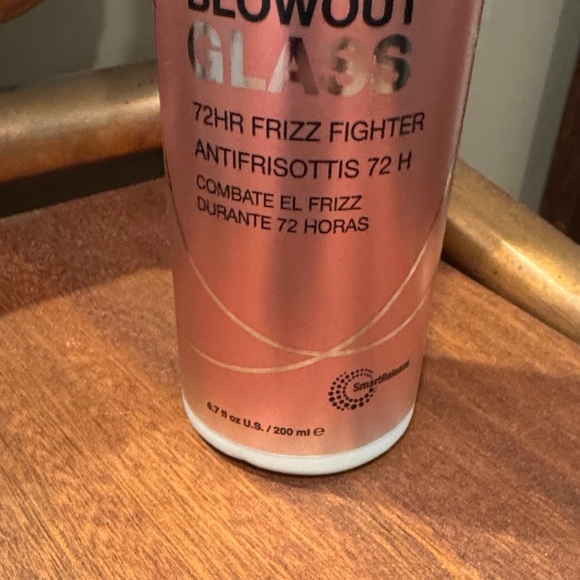 BLOWOUT
GLASS
72HR FRIZZ FIGHTER
ANTIFRISOTTIS 72 H
COMBATE EL FRIZZ
DURANTE 72 HORAS
SmartRelease
6.7 fl oz U.S. / 200 ml ℮